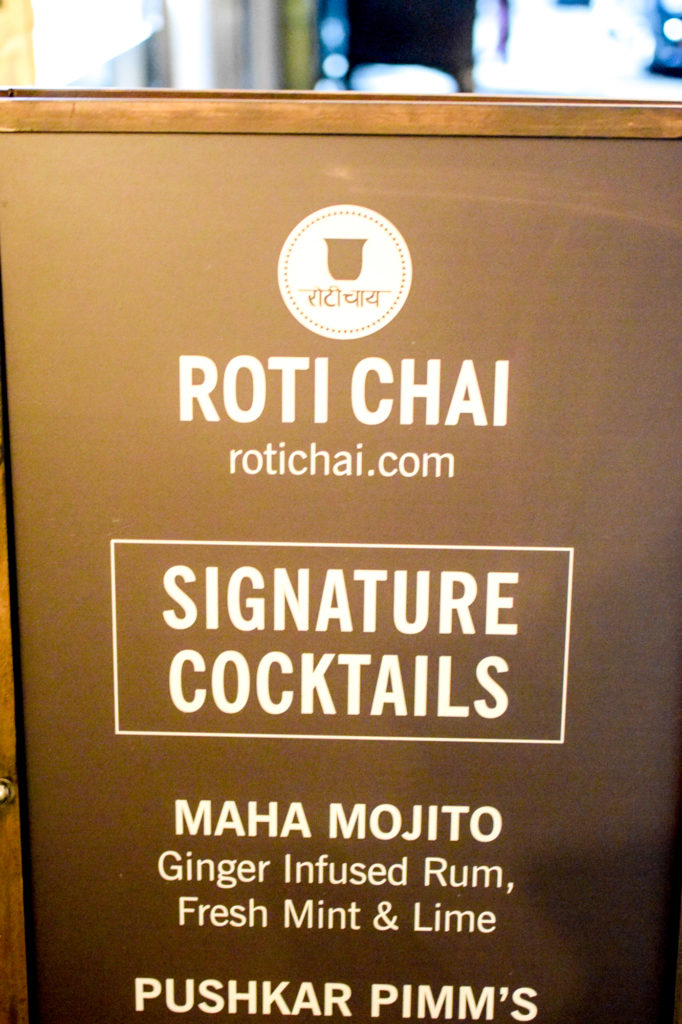 रोटी चाय
ROTI CHAI
rotichai.com
SIGNATURE
COCKTAILS
MAHA MOJITO
Ginger Infused Rum,
Fresh Mint & Lime
PUSHKAR PIMM'S